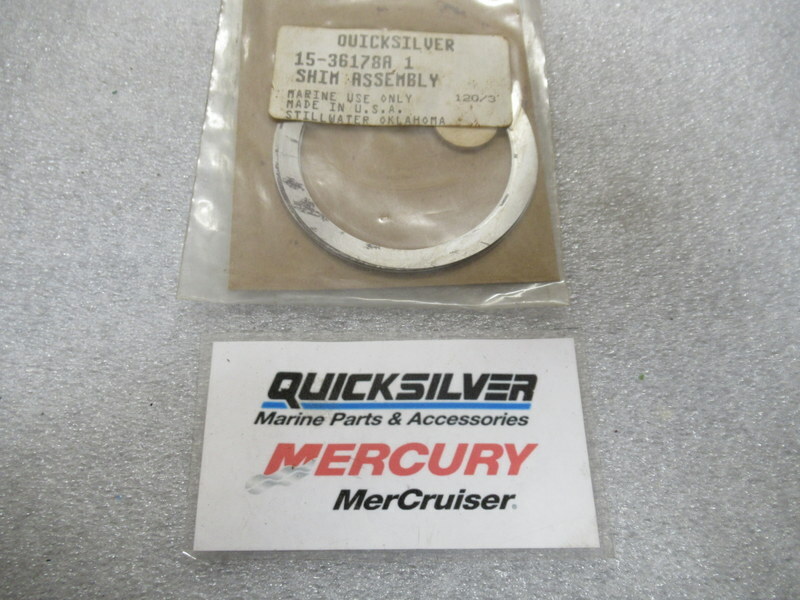 QUICKSILVER
15-36178A 1
SHIM ASSEMBLY
MARINE USE ONLY 120/3
MADE IN U.S.A.
STILLWATER OKLAHOMA
QUICKSILVER
Marine Parts & Accessories
MERCURY
MerCruiser